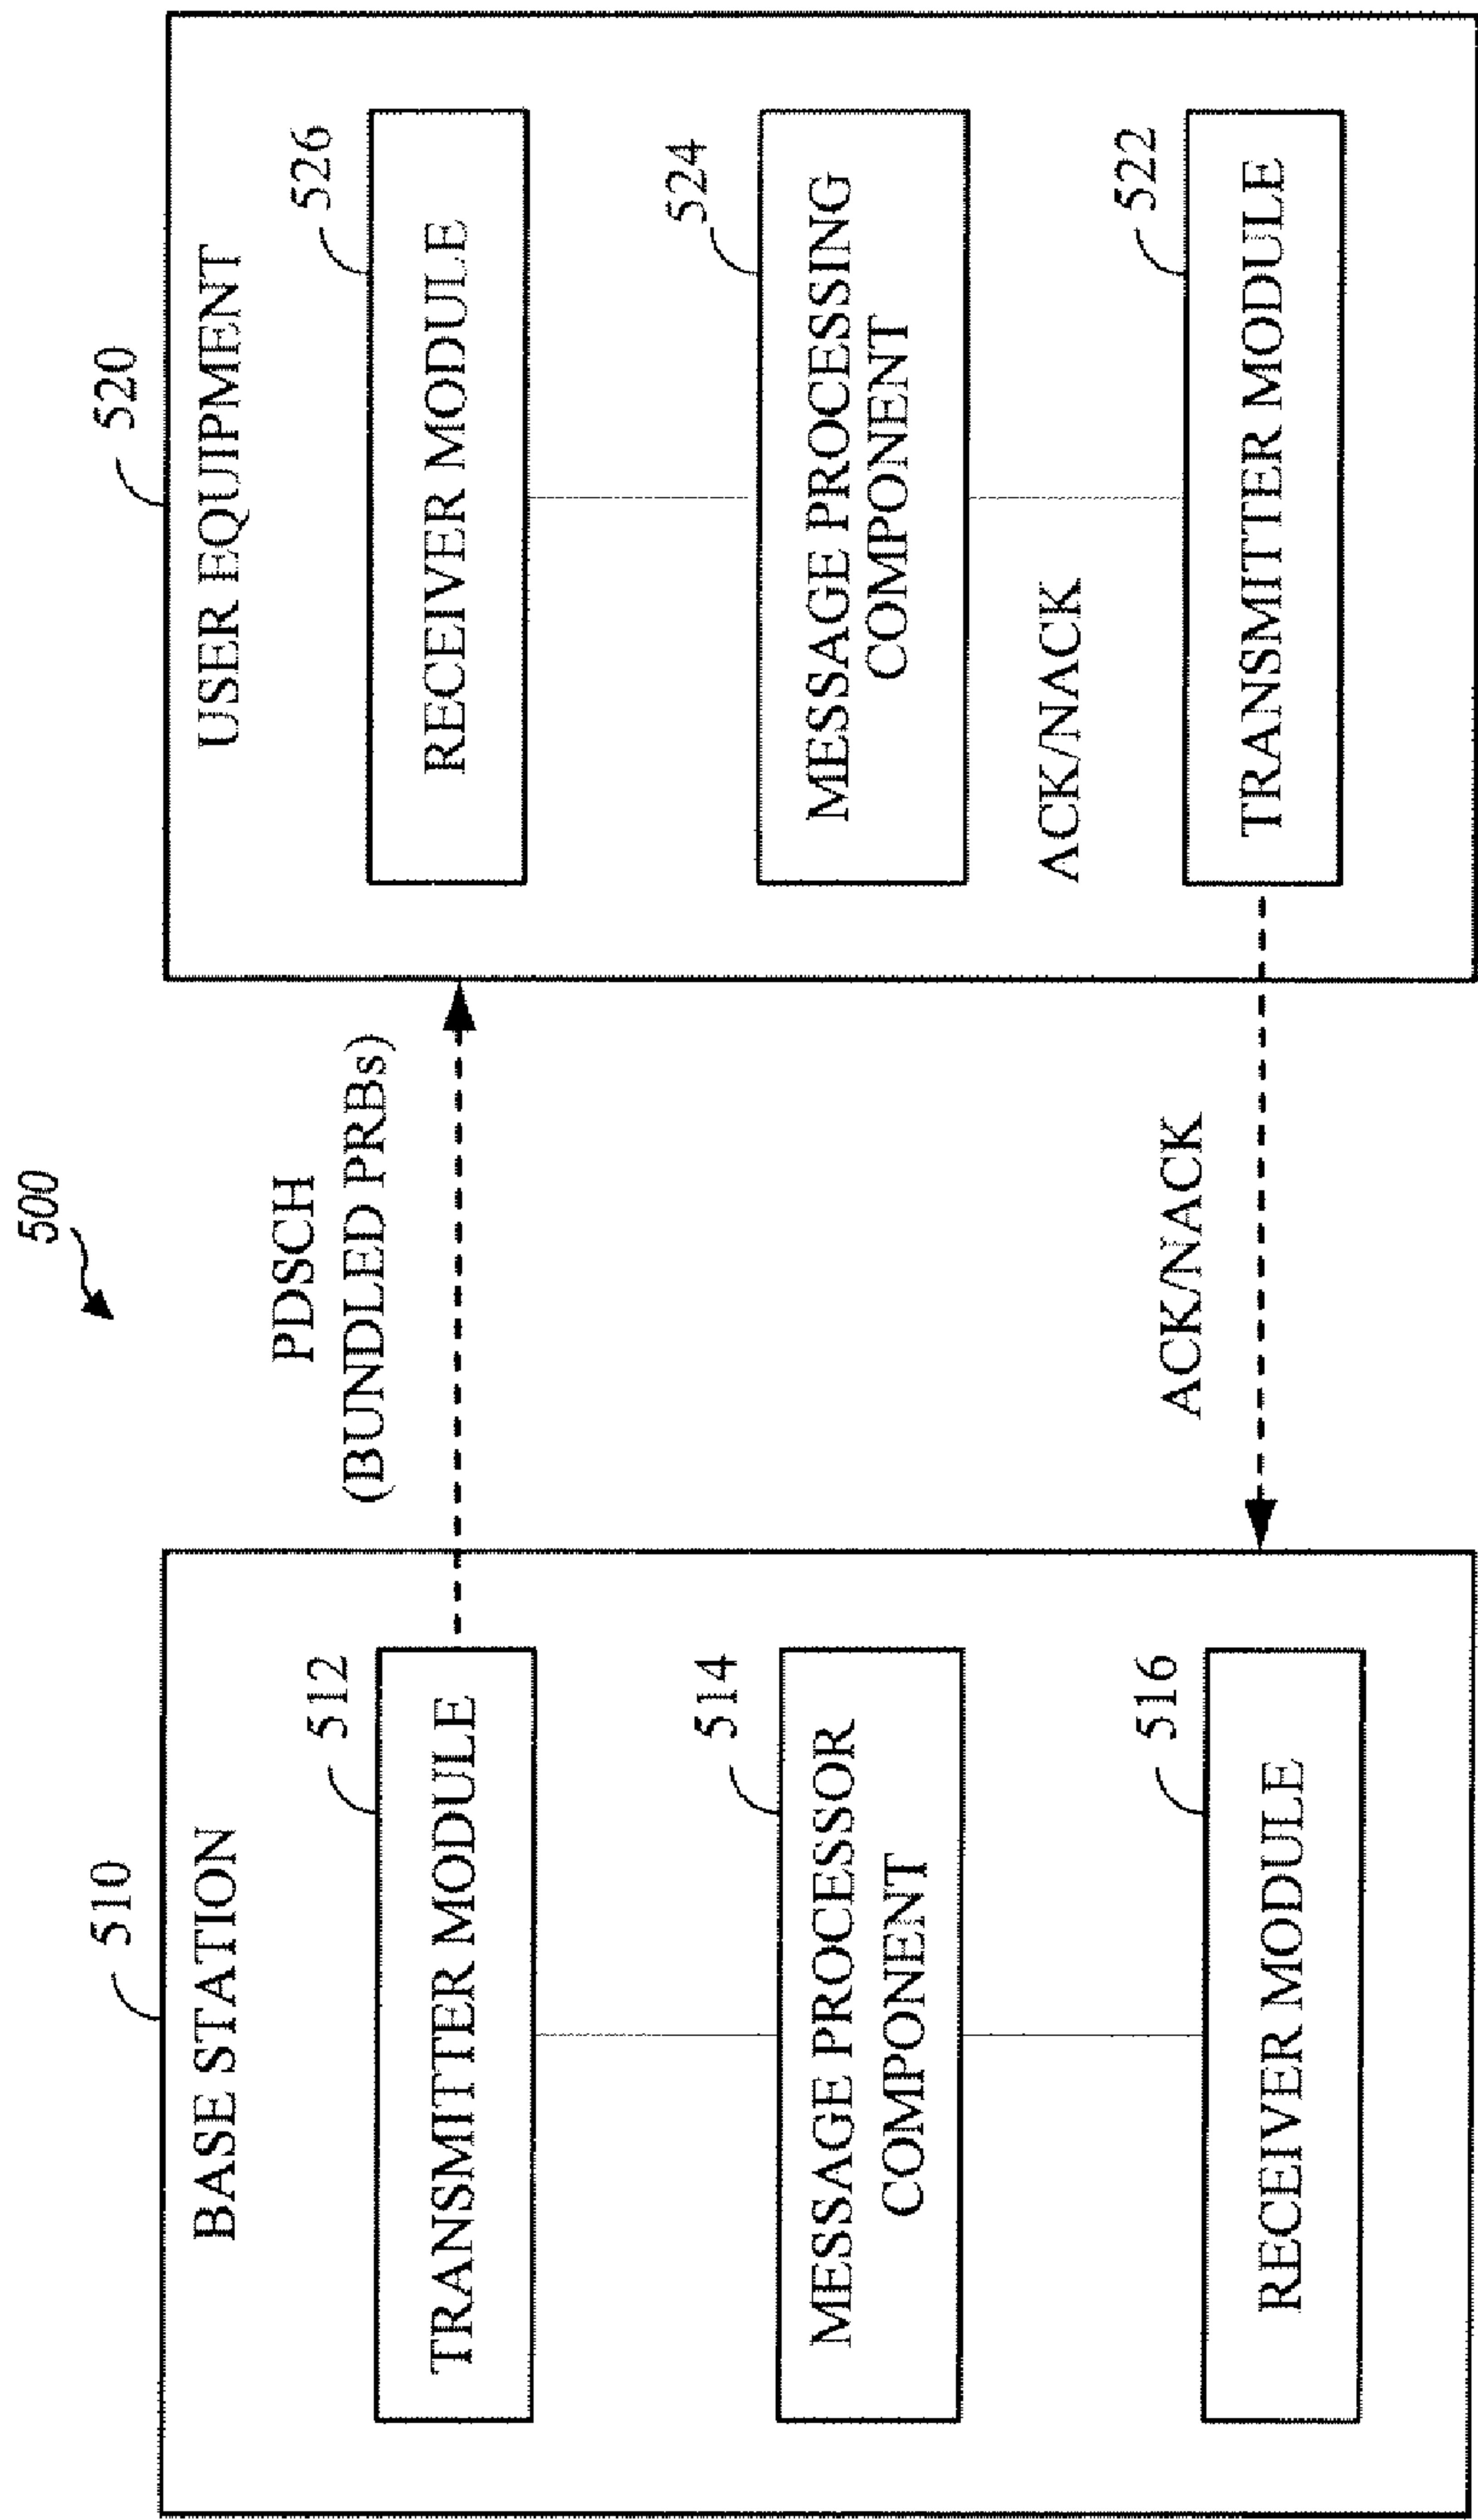 500
510
BASE STATION
512
TRANSMITTER MODULE
514
MESSAGE PROCESSOR
COMPONENT
516
RECEIVER MODULE
PDSCH
(BUNDLED PRBs)
ACK/NACK
520
USER EQUIPMENT
526
RECEIVER MODULE
524
MESSAGE PROCESSING
COMPONENT
ACK/NACK
522
TRANSMITTER MODULE